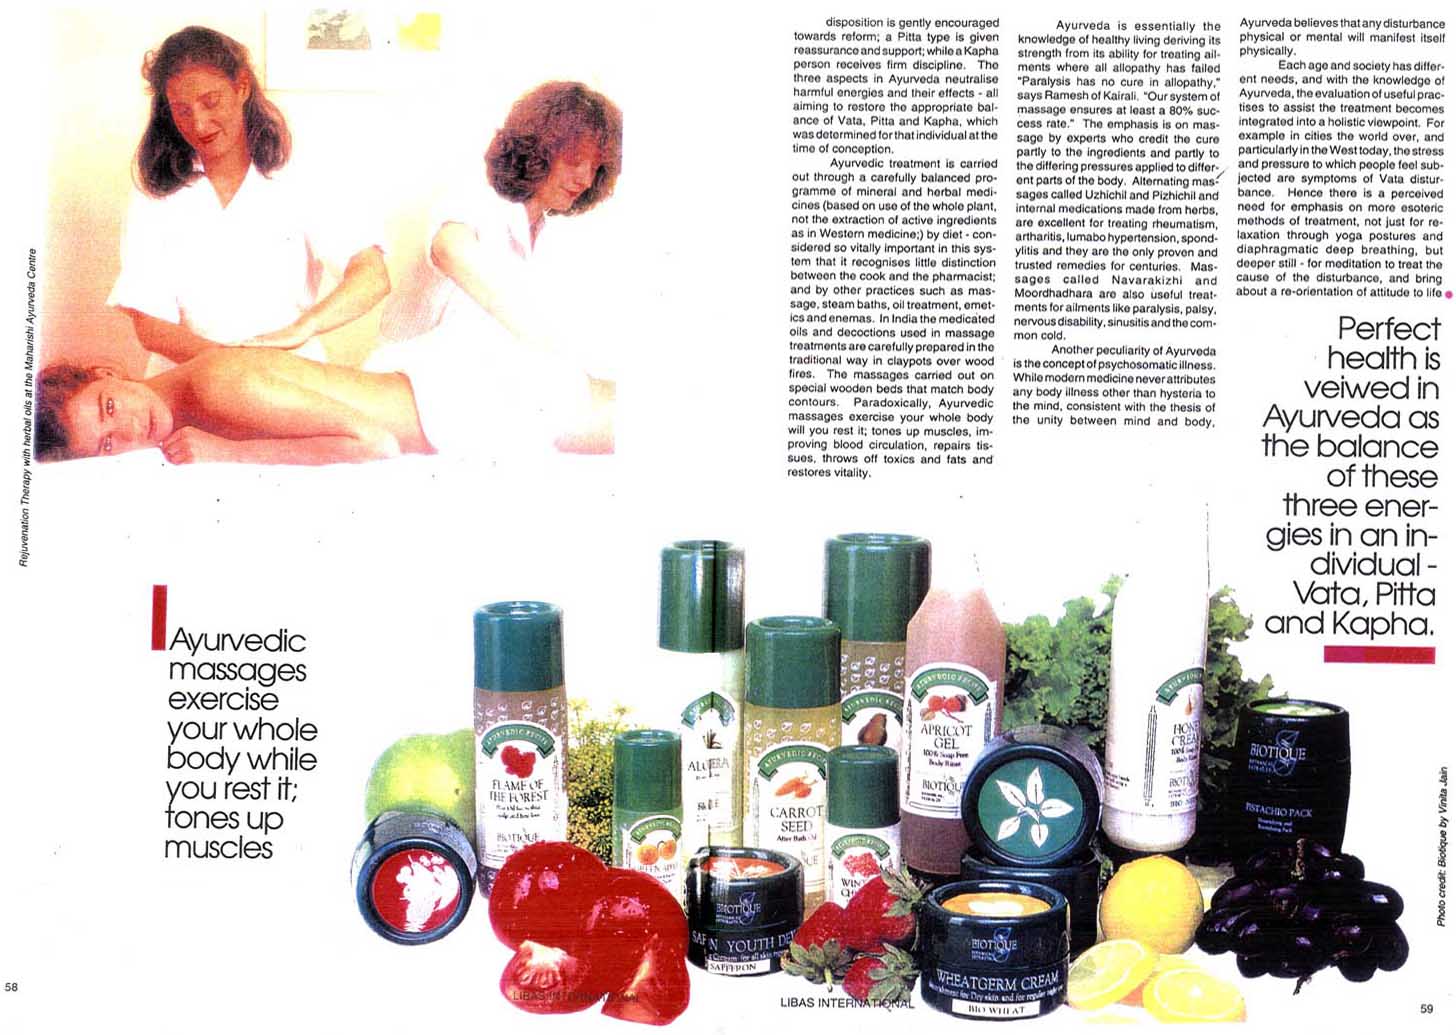 disposition is gently encouraged
towards reform; a Pitta type is given
reassurance and support; while a Kapha
person receives firm discipline. The
three aspects in Ayurveda neutralise
harmful energies and their effects - all
aiming to restore the appropriate bal-
ance of Vata, Pitta and Kapha, which
was determined for that individual at the
time of conception.
Ayurvedic treatment is carried
out through a carefully balanced pro-
gramme of mineral and herbal medi-
cines (based on use of the whole plant,
not the extraction of active ingredients
as in Western medicine;) by diet - con-
sidered so vitally important in this sys-
tem that it recognises little distinction
between the cook and the pharmacist;
and by other practices such as mas-
sage, steam baths, oil treatment, emet-
ics and enemas. In India the medicated
oils and decoctions used in massage
treatments are carefully prepared in the
traditional way in claypots over wood
fires. The massages carried out on
special wooden beds that match body
contours. Paradoxically, Ayurvedic
massages exercise your whole body
will you rest it; tones up muscles, im-
proving blood circulation, repairs tis-
sues, throws off toxics and fats and
restores vitality.
Ayurveda is essentially the
knowledge of healthy living deriving its
strength from its ability for treating ail-
ments where all allopathy has failed
"Paralysis has no cure in allopathy,"
says Ramesh of Kairali. "Our system of
massage ensures at least a 80% suc-
cess rate." The emphasis is on mas-
sage by experts who credit the cure
partly to the ingredients and partly to
the differing pressures applied to differ-
ent parts of the body. Alternating mas-
sages called Uzhichil and Pizhichil and
internal medications made from herbs,
are excellent for treating rheumatism,
artharitis, lumabo hypertension, spond-
ylitis and they are the only proven and
trusted remedies for centuries. Mas-
sages called Navarakizhi and
Moordhadhara are also useful treat-
ments for ailments like paralysis, palsy,
nervous disability, sinusitis and the com-
mon cold.
Another peculiarity of Ayurveda
is the concept of psychosomatic illness.
While modern medicine never attributes
any body illness other than hysteria to
the mind, consistent with the thesis of
the unity between mind and body,
Ayurveda believes that any disturbance
physical or mental will manifest itself
physically.
Each age and society has differ-
ent needs, and with the knowledge of
Ayurveda, the evaluation of useful prac-
tises to assist the treatment becomes
integrated into a holistic viewpoint. For
example in cities the world over, and
particularly in the West today, the stress
and pressure to which people feel sub-
jected are symptoms of Vata distur-
bance. Hence there is a perceived
need for emphasis on more esoteric
methods of treatment, not just for re-
laxation through yoga postures and
diaphragmatic deep breathing, but
deeper still - for meditation to treat the
cause of the disturbance, and bring
about a re-orientation of attitude to life
Perfect
health is
veiwed in
Ayurveda as
the balance
of these
three ener-
gies in an in-
dividual -
Vata, Pitta
and Kapha.
Rejuvenation Therapy with herbal oils at the Maharishi Ayurveda Centre
Ayurvedic
massages
exercise
your whole
body while
you rest it;
tones up
muscles
AYURVEDIC RECIPE
FLAME OF
THE FOREST
BIOTIQUE
AYURVEDIC RECIPE
CARROT
SEED
After Bath Oil
AYURVEDIC RECIPE
APRICOT
GEL
100% Soap Free
Body Rinse
BIOTIQUE
BIOTIQUE
PISTACHIO PACK
BIOTIQUE
YOUTH DEW
SAFFRON
BIOTIQUE
WHEATGERM CREAM
BIO WHEAT
Photo credit: Biotique by Vinita Jain
58
LIBAS INTERNATIONAL
LIBAS INTERNATIONAL
59